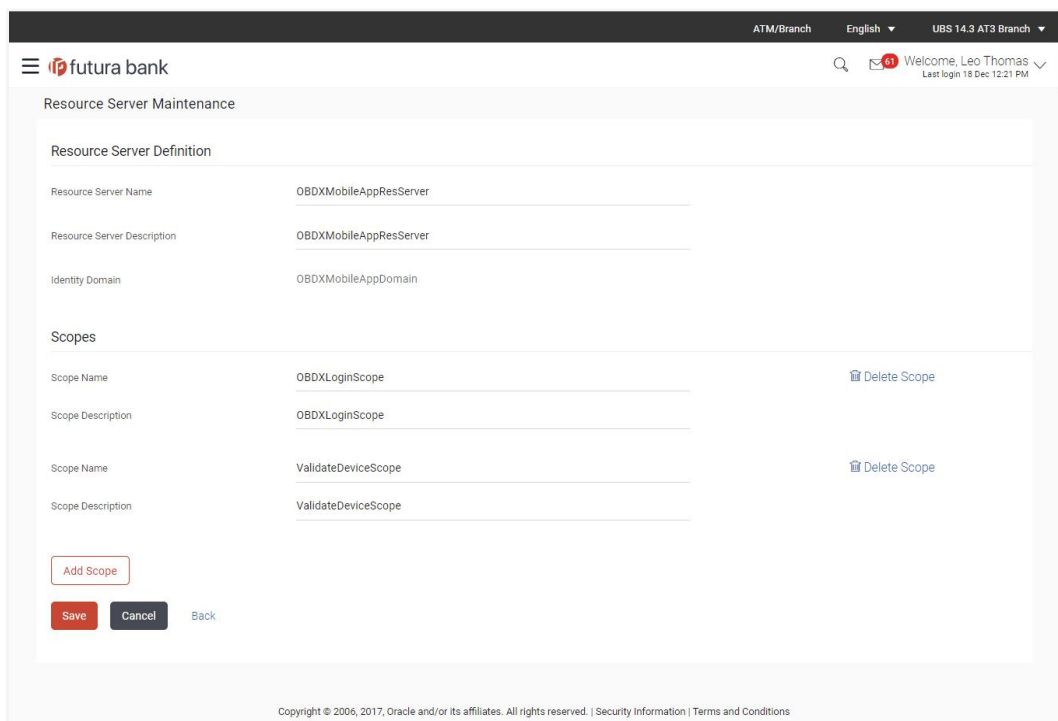 ATM/Branch English UBS 14.3 AT3 Branch
futura bank 61 Welcome, Leo Thomas
Last login 18 Dec 12:21 PM
Resource Server Maintenance
Resource Server Definition
Resource Server Name OBDXMobileAppResServer
Resource Server Description OBDXMobileAppResServer
Identity Domain OBDXMobileAppDomain
Scopes
Scope Name OBDXLoginScope Delete Scope
Scope Description OBDXLoginScope
Scope Name ValidateDeviceScope Delete Scope
Scope Description ValidateDeviceScope
Add Scope
Save Cancel Back
Copyright © 2006, 2017, Oracle and/or its affiliates. All rights reserved. | Security Information | Terms and Conditions